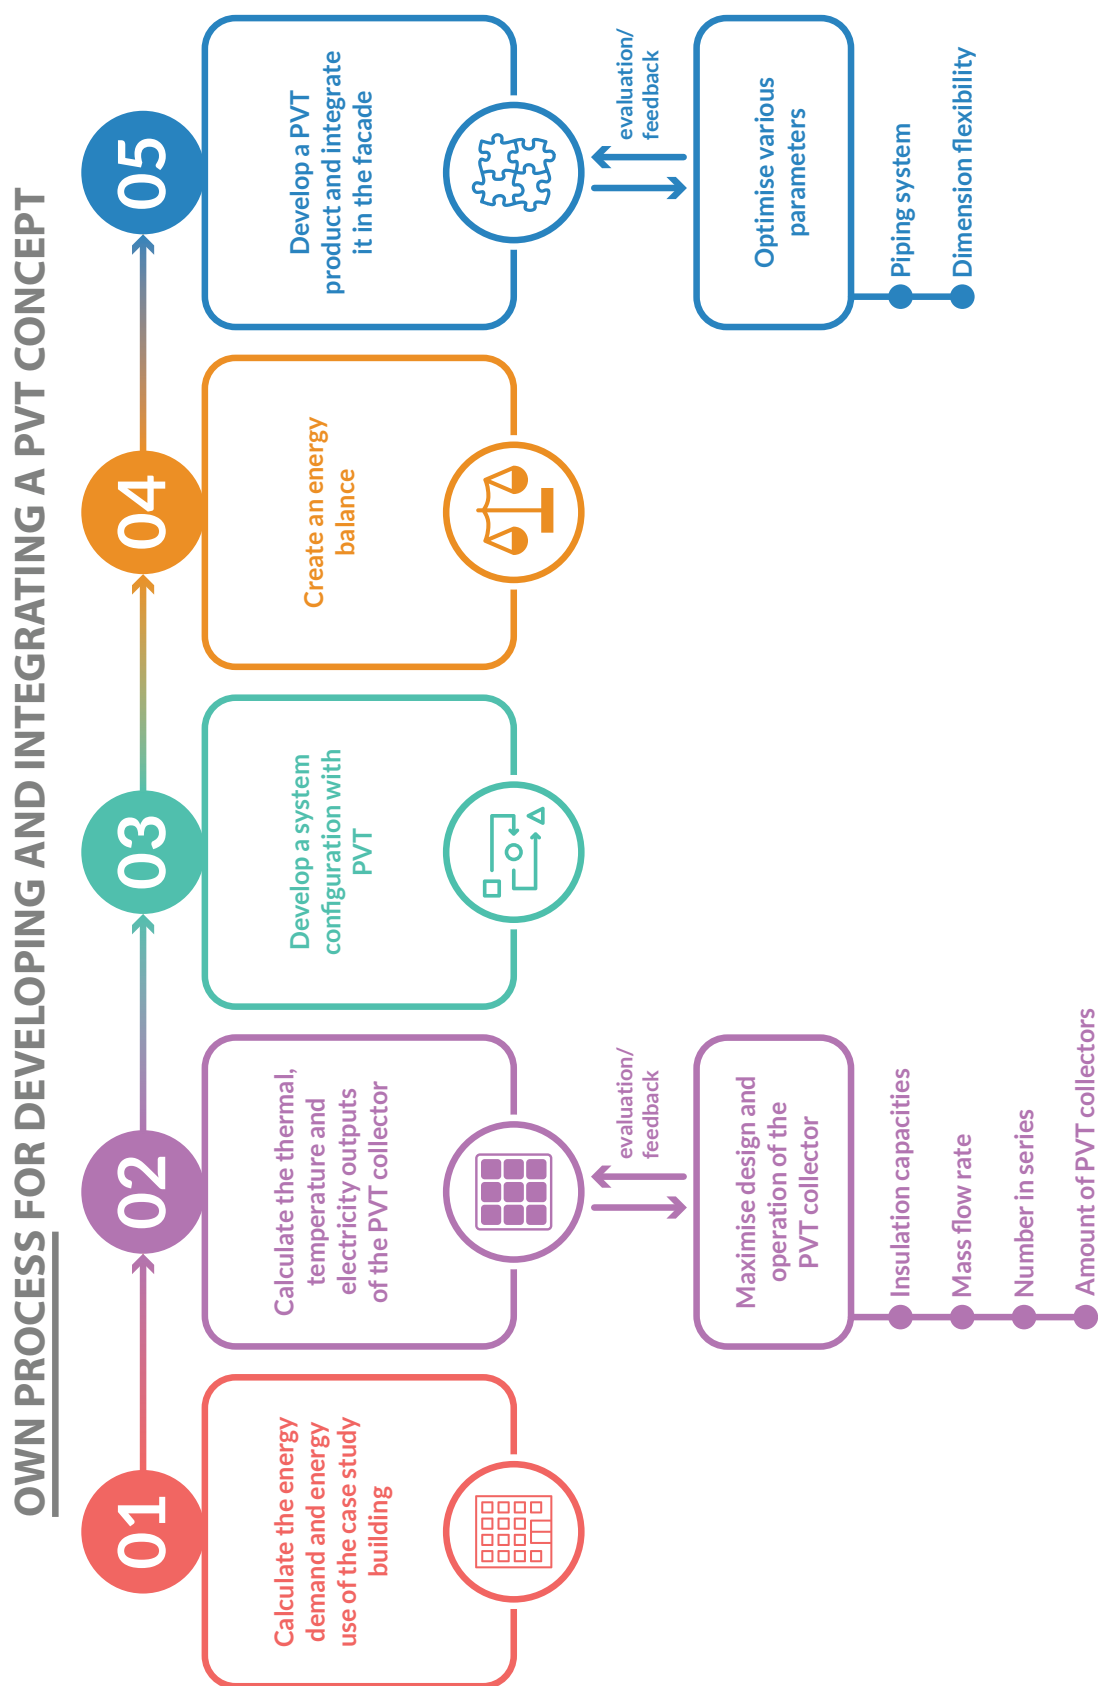 OWN PROCESS FOR DEVELOPING AND INTEGRATING A PVT CONCEPT
01
Calculate the energy
demand and energy
use of the case study
building
02
Calculate the thermal,
temperature and
electricity outputs
of the PVT collector
evaluation/
feedback
Maximise design and
operation of the
PVT collector
Insulation capacities
Mass flow rate
Number in series
Amount of PVT collectors
03
Develop a system
configuration with
PVT
04
Create an energy
balance
05
Develop a PVT
product and integrate
it in the facade
evaluation/
feedback
Optimise various
parameters
Piping system
Dimension flexibility